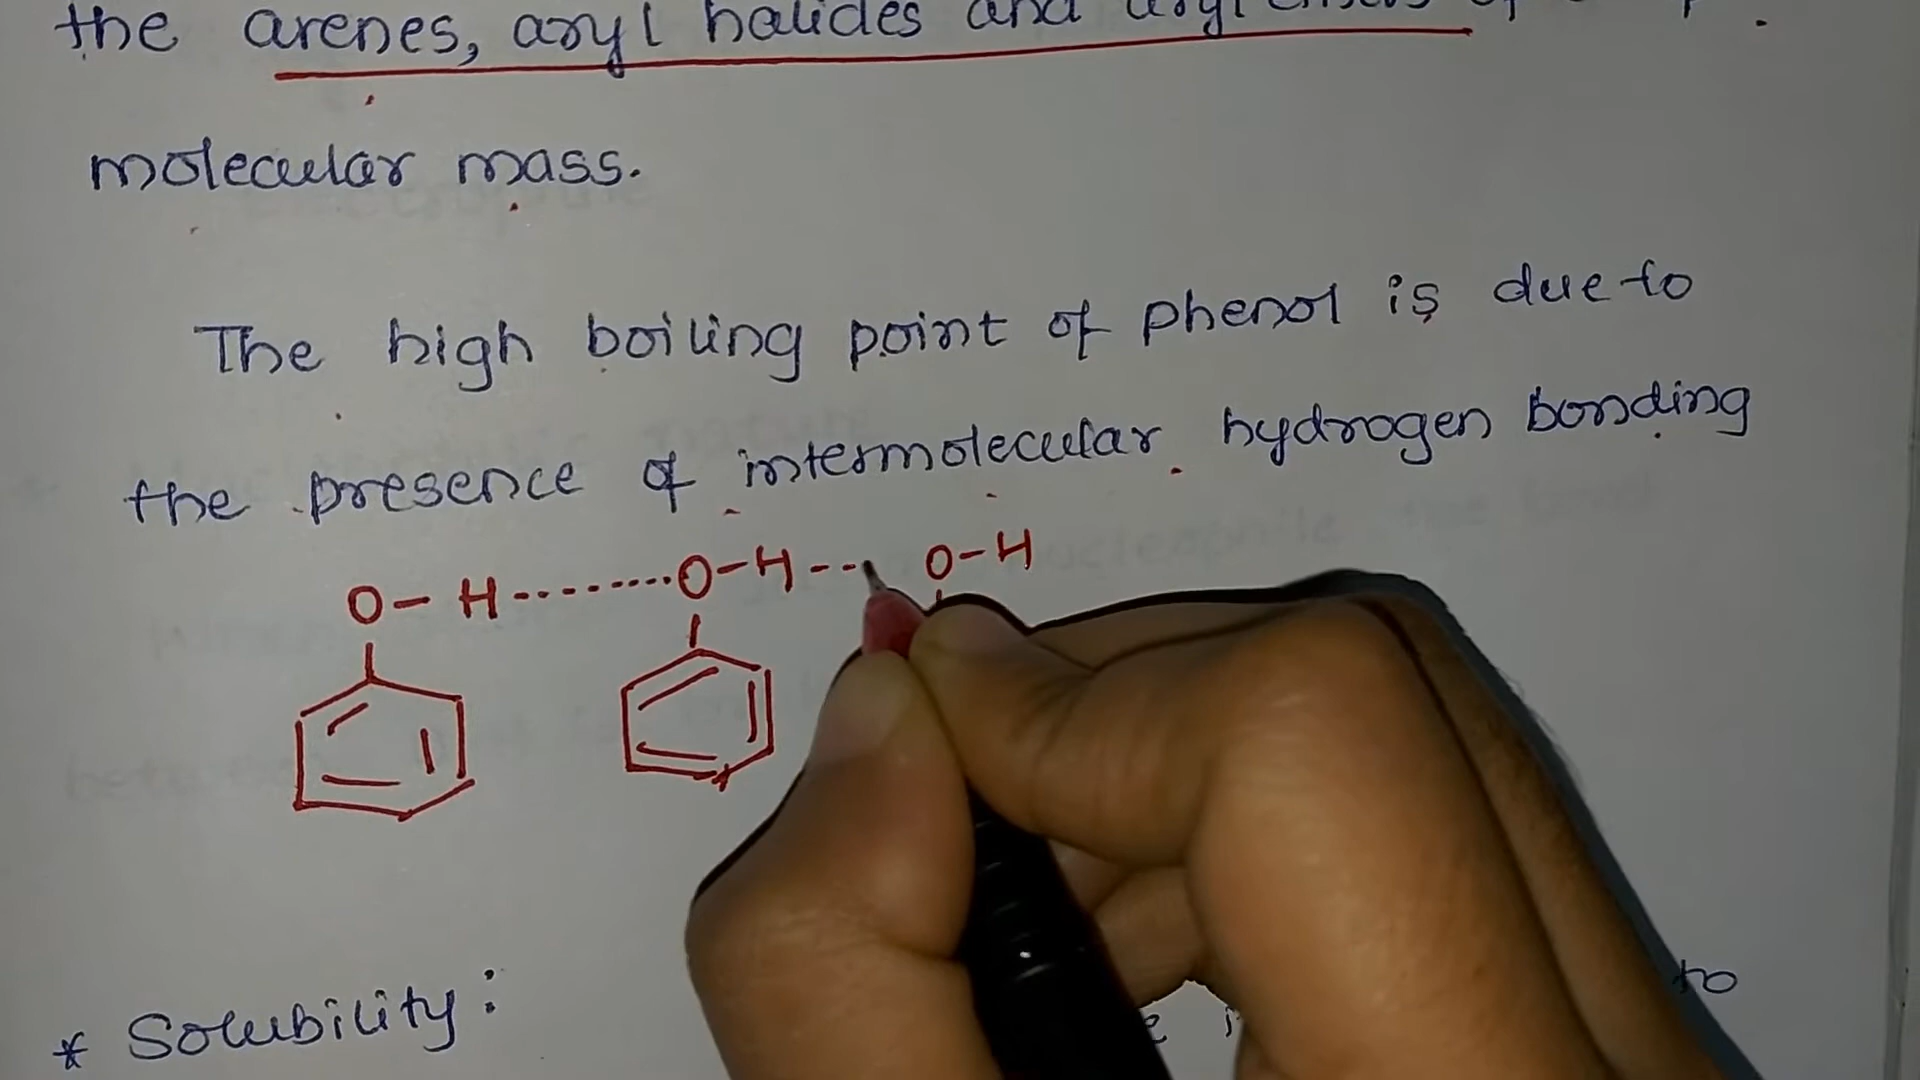 the arenes, aryl halides and
molecular mass.
The high boiling point of phenol is due to
the presence of intermolecular hydrogen bonding
O-H O-H O-H
* Solubility: to